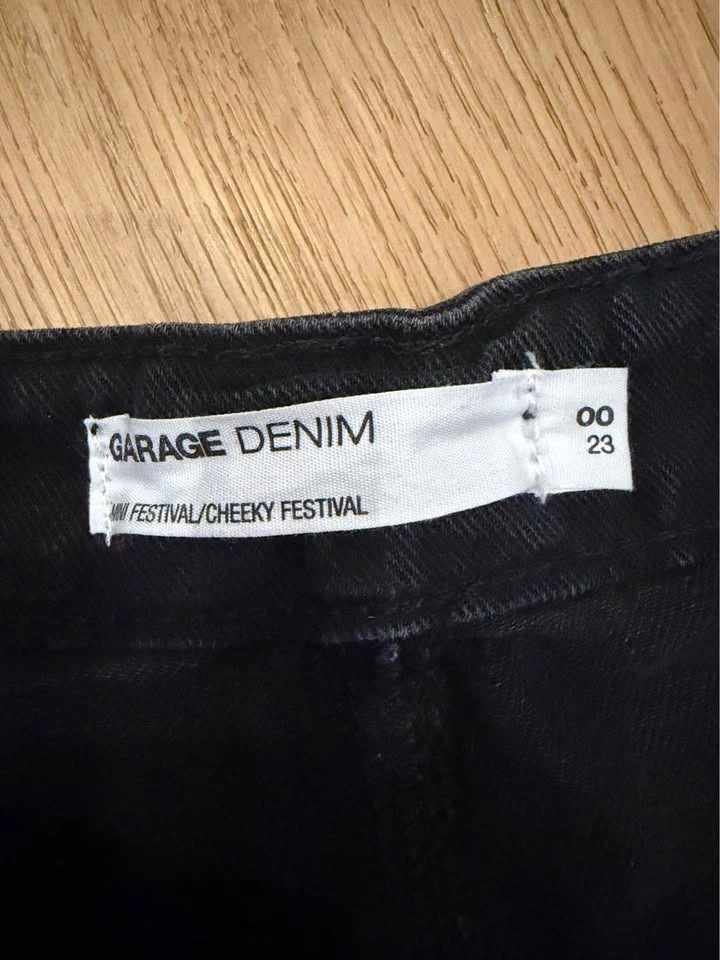 GARAGE DENIM
MINI FESTIVAL/CHEEKY FESTIVAL
00
23